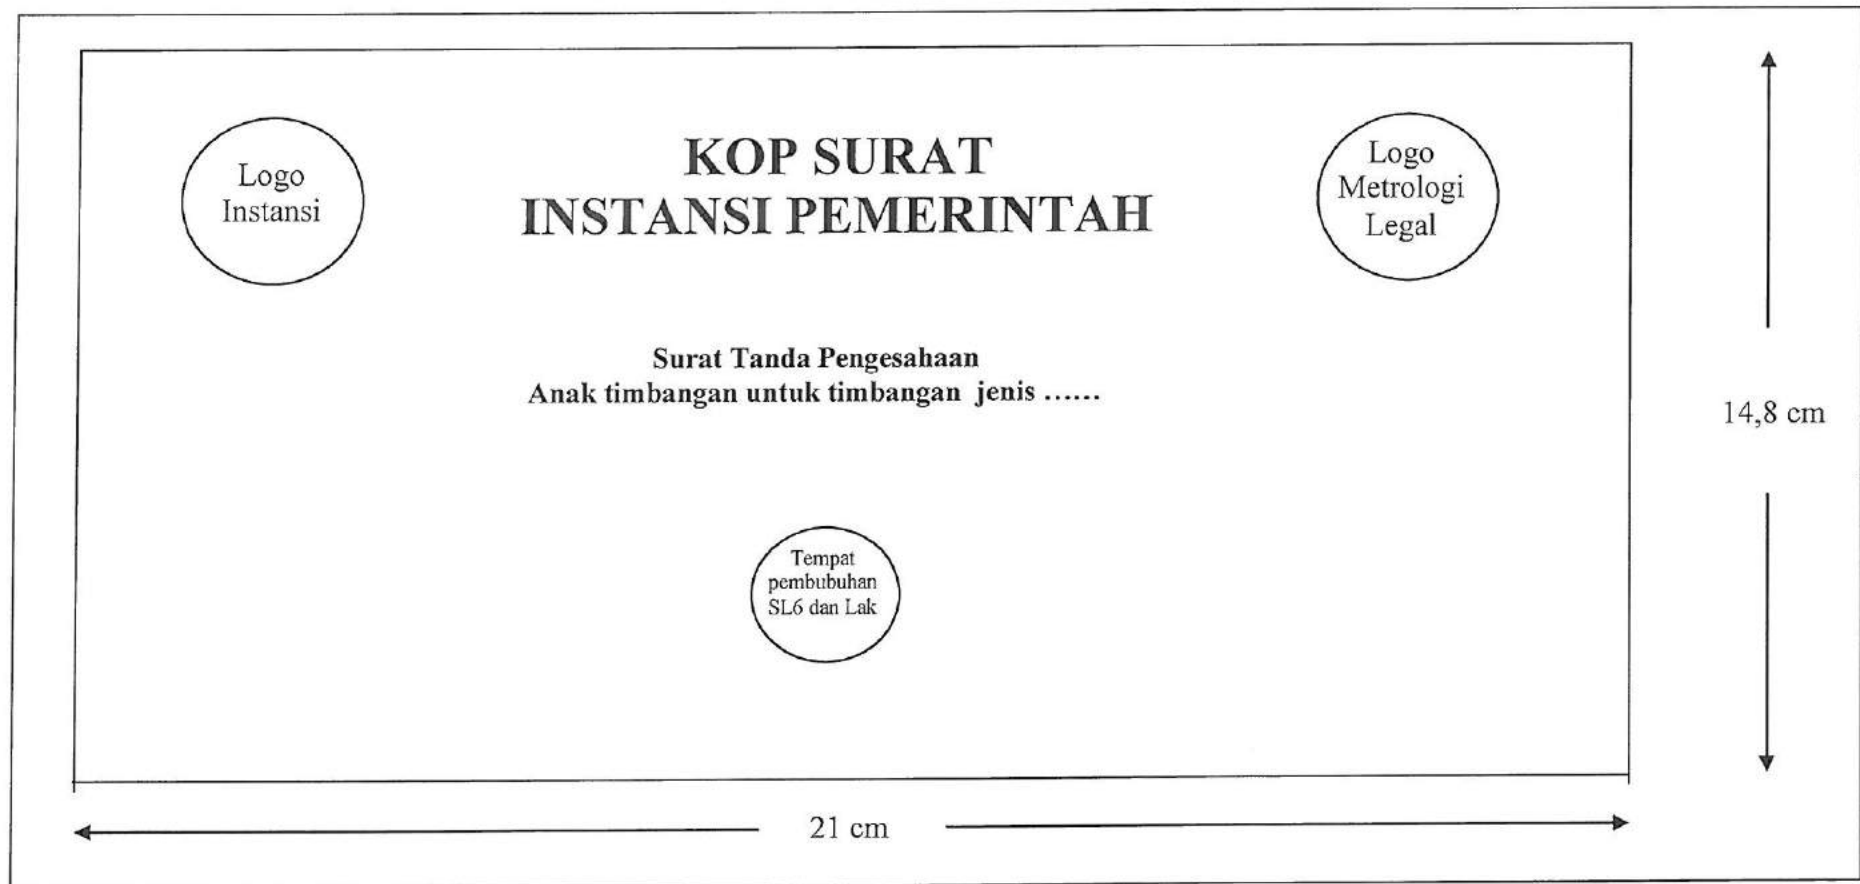 Logo
Instansi
KOP SURAT
INSTANSI PEMERINTAH
Logo
Metrologi
Legal
Surat Tanda Pengesahaan
Anak timbangan untuk timbangan jenis ......
14,8 cm
Tempat
pembubuhan
SL6 dan Lak
21 cm